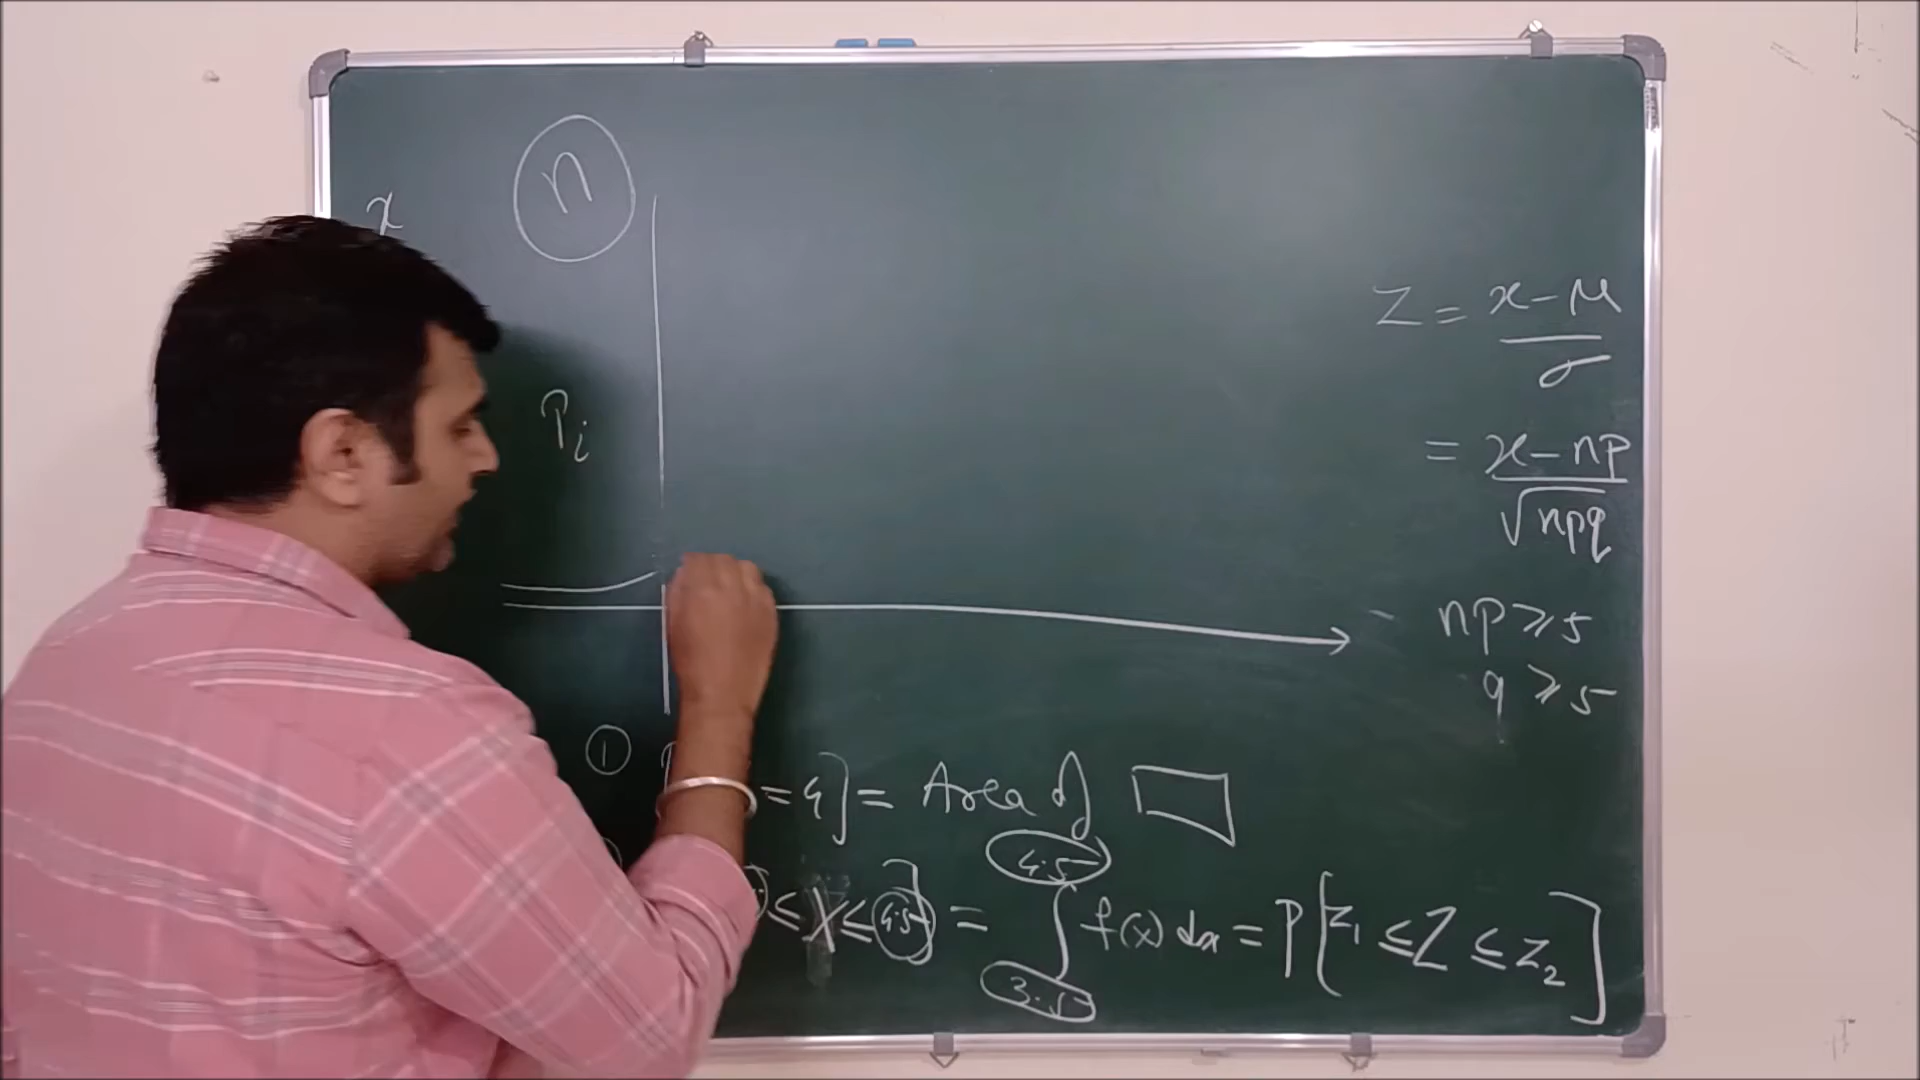 n
x
Z = x-μ / σ
Pi
= x-np / √npq
np ≥ 5
q ≥ 5
① = 4] = Area of
4.5
≤ X ≤ 4.5] = ∫ f(x) dx = P[z₁ ≤ Z ≤ z₂]
3.5